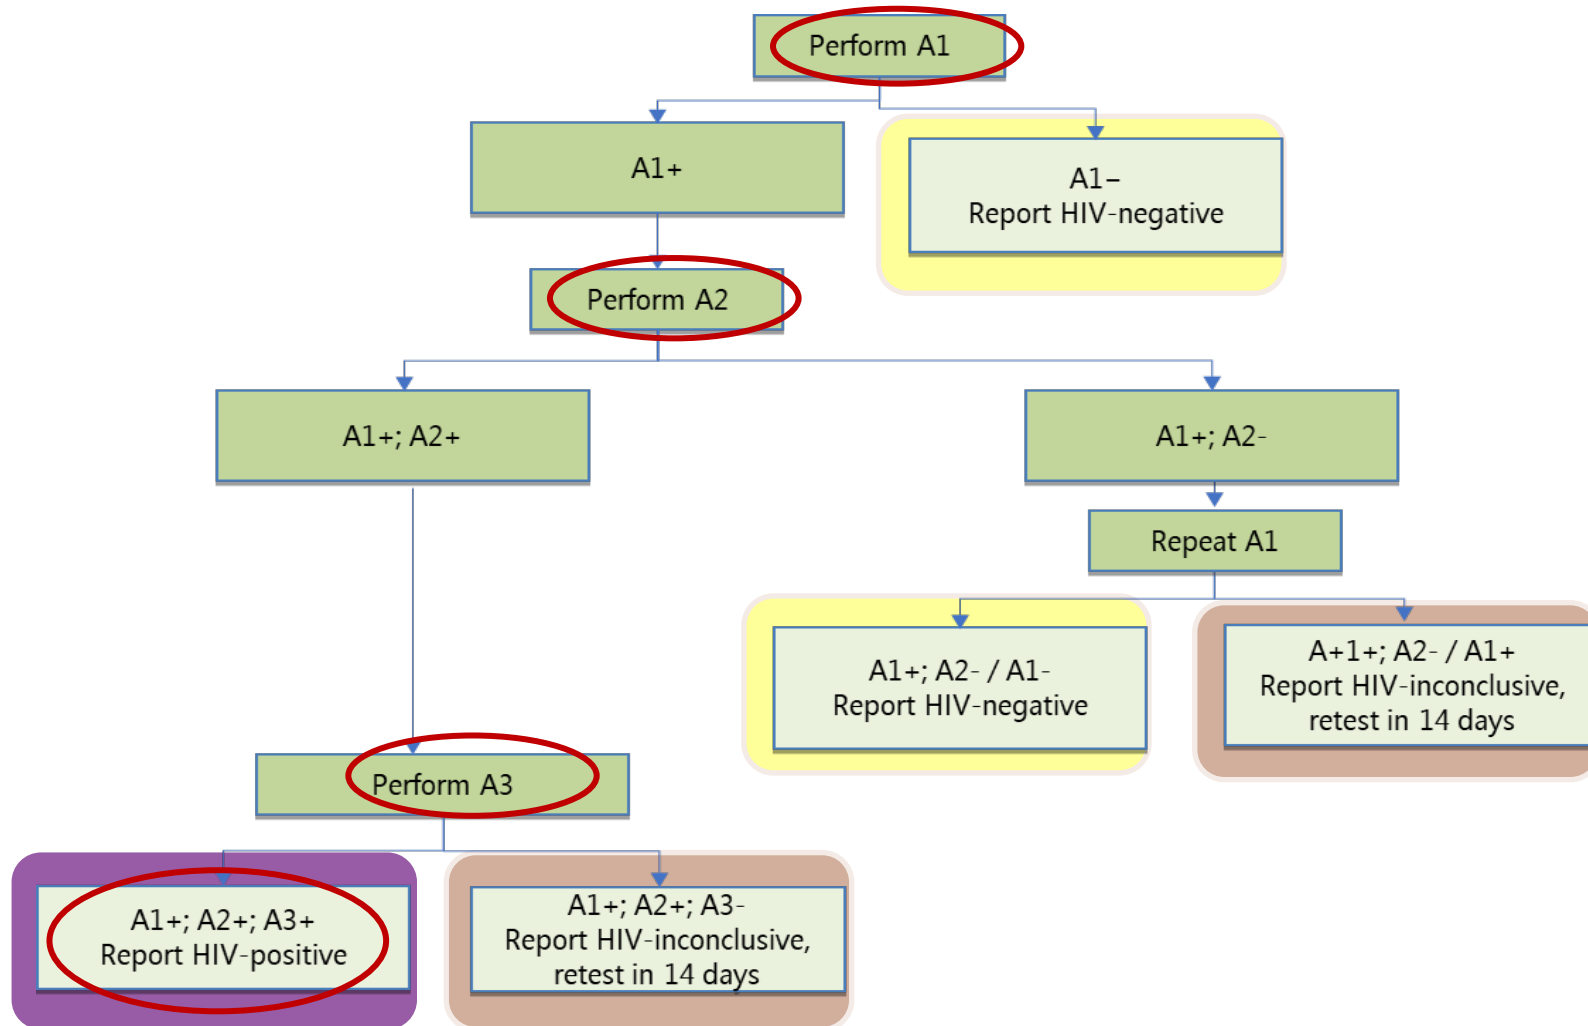 Perform A1
A1+
A1–
Report HIV-negative
Perform A2
A1+; A2+
A1+; A2-
Repeat A1
A1+; A2- / A1-
Report HIV-negative
A+1+; A2- / A1+
Report HIV-inconclusive,
retest in 14 days
Perform A3
A1+; A2+; A3+
Report HIV-positive
A1+; A2+; A3-
Report HIV-inconclusive,
retest in 14 days